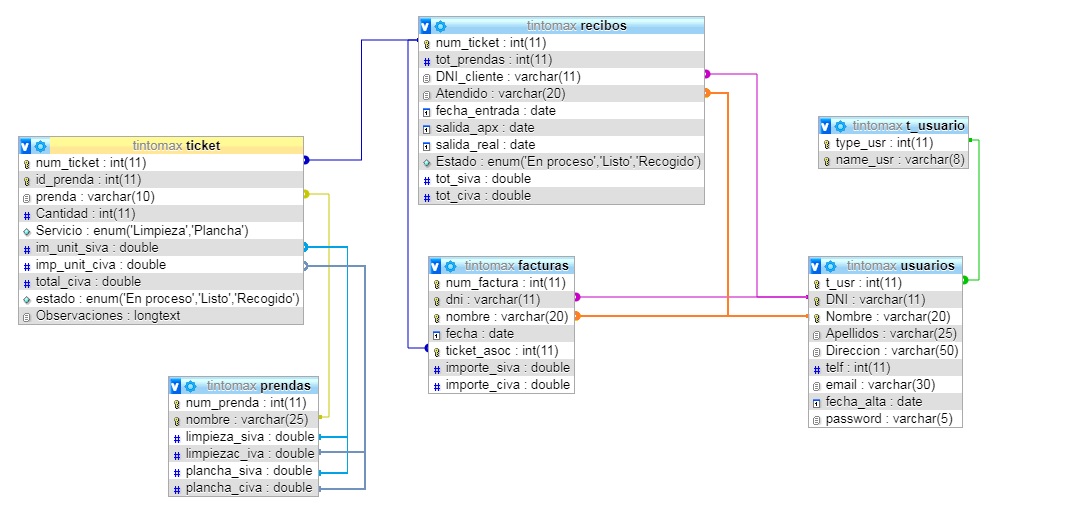 tintomax recibos
num_ticket : int(11)
tot_prendas : int(11)
DNI_cliente : varchar(11)
Atendido : varchar(20)
fecha_entrada : date
salida_apx : date
salida_real : date
Estado : enum('En proceso','Listo','Recogido')
tot_siva : double
tot_civa : double
tintomax t_usuario
type_usr : int(11)
name_usr : varchar(8)
tintomax ticket
num_ticket : int(11)
id_prenda : int(11)
prenda : varchar(10)
Cantidad : int(11)
Servicio : enum('Limpieza','Plancha')
im_unit_siva : double
imp_unit_civa : double
total_civa : double
estado : enum('En proceso','Listo','Recogido')
Observaciones : longtext
tintomax facturas
num_factura : int(11)
dni : varchar(11)
nombre : varchar(20)
fecha : date
ticket_asoc : int(11)
importe_siva : double
importe_civa : double
tintomax usuarios
t_usr : int(11)
DNI : varchar(11)
Nombre : varchar(20)
Apellidos : varchar(25)
Direccion : varchar(50)
telf : int(11)
email : varchar(30)
fecha_alta : date
password : varchar(5)
tintomax prendas
num_prenda : int(11)
nombre : varchar(25)
limpieza_siva : double
limpiezac_iva : double
plancha_siva : double
plancha_civa : double